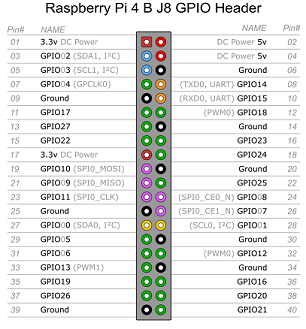 Raspberry Pi 4 B J8 GPIO Header
Pin# NAME NAME Pin#
01 3.3v DC Power DC Power 5v 02
03 GPIO02 (SDA1, I²C) DC Power 5v 04
05 GPIO03 (SCL1, I²C) Ground 06
07 GPIO04 (GPCLK0) (TXD0, UART) GPIO14 08
09 Ground (RXD0, UART) GPIO15 10
11 GPIO17 (PWM0) GPIO18 12
13 GPIO27 Ground 14
15 GPIO22 GPIO23 16
17 3.3v DC Power GPIO24 18
19 GPIO10 (SPI0_MOSI) Ground 20
21 GPIO09 (SPI0_MISO) GPIO25 22
23 GPIO11 (SPI0_CLK) (SPI0_CE0_N) GPIO08 24
25 Ground (SPI0_CE1_N) GPIO07 26
27 GPIO00 (SDA0, I²C) (SCL0, I²C) GPIO01 28
29 GPIO05 Ground 30
31 GPIO06 (PWM0) GPIO12 32
33 GPIO13 (PWM1) Ground 34
35 GPIO19 GPIO16 36
37 GPIO26 GPIO20 38
39 Ground GPIO21 40